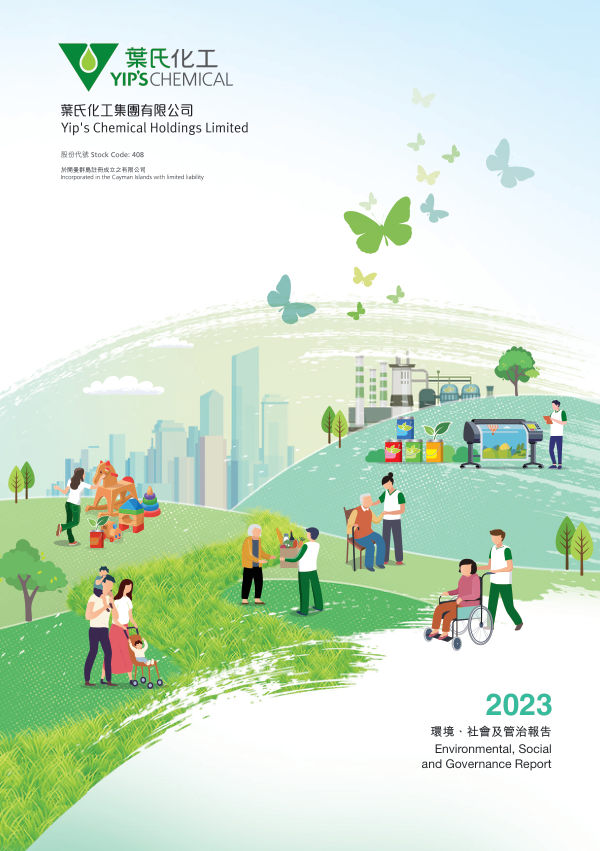 葉氏化工
YIP'S CHEMICAL
葉氏化工集團有限公司
Yip's Chemical Holdings Limited
股份代號 Stock Code: 408
於開曼群島註冊成立之有限公司
Incorporated in the Cayman Islands with limited liability
2023
環境．社會及管治報告
Environmental, Social
and Governance Report